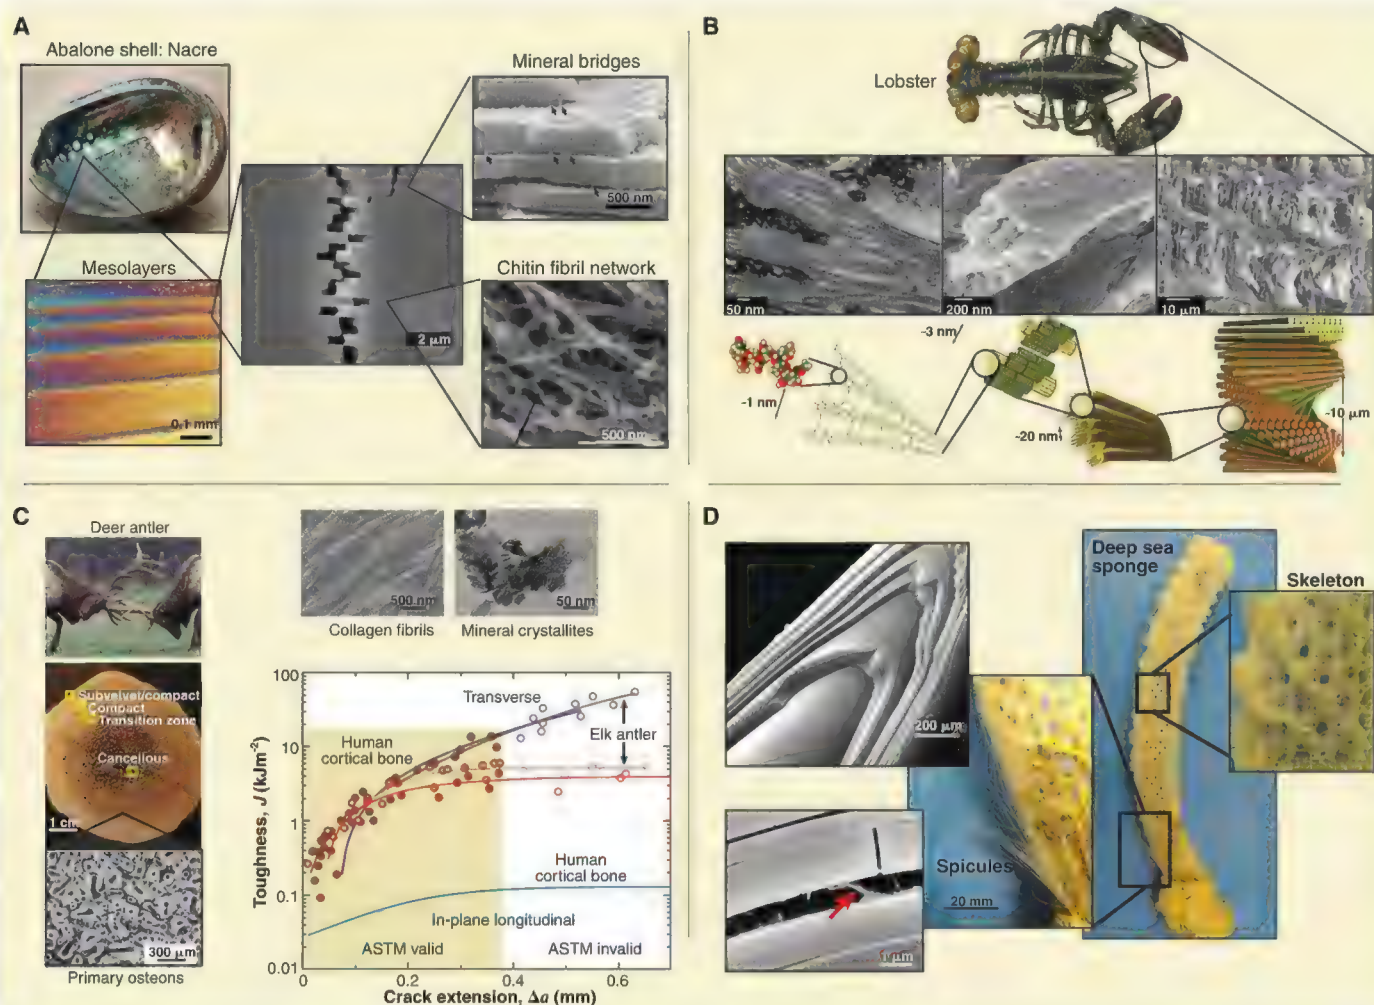 A
Abalone shell: Nacre
Mineral bridges
500 nm
Mesolayers
0.1 mm
2 µm
Chitin fibril network
500 nm
B
Lobster
50 nm
200 nm
10 µm
-1 nm
-3 nm
-20 nm
-10 µm
C
Deer antler
500 nm
50 nm
Collagen fibrils
Mineral crystallites
Subvelvet/compact
Compact
Transition zone
Cancellous
1 cm
300 µm
Primary osteons
Toughness, J (kJm-2)
100
10
1
0.1
0.01
Transverse
Human
cortical bone
Elk antler
Human
cortical bone
In-plane longitudinal
ASTM valid
ASTM invalid
0
0.2
0.4
0.6
Crack extension, Δa (mm)
D
Deep sea
sponge
Skeleton
200 µm
Spicules
20 mm
1 µm